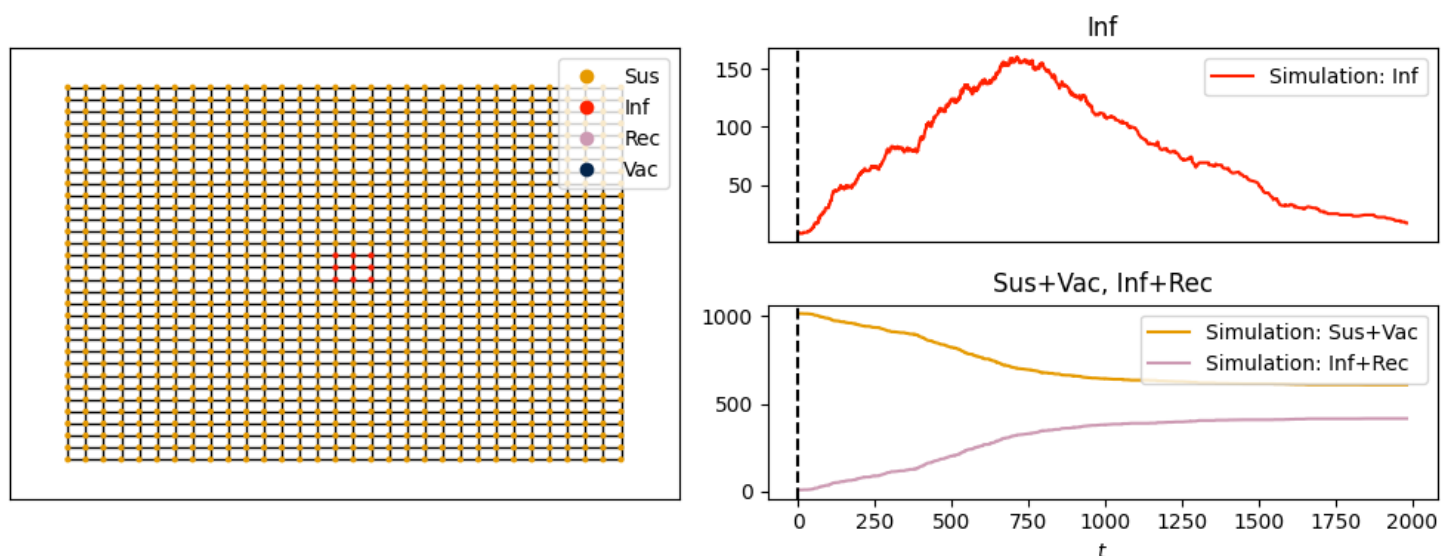 Sus
Inf
Rec
Vac
Inf
Simulation: Inf
150
100
50
Sus+Vac, Inf+Rec
Simulation: Sus+Vac
Simulation: Inf+Rec
1000
500
0
0 250 500 750 1000 1250 1500 1750 2000
t